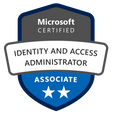 Microsoft
CERTIFIED
IDENTITY AND ACCESS
ADMINISTRATOR
ASSOCIATE